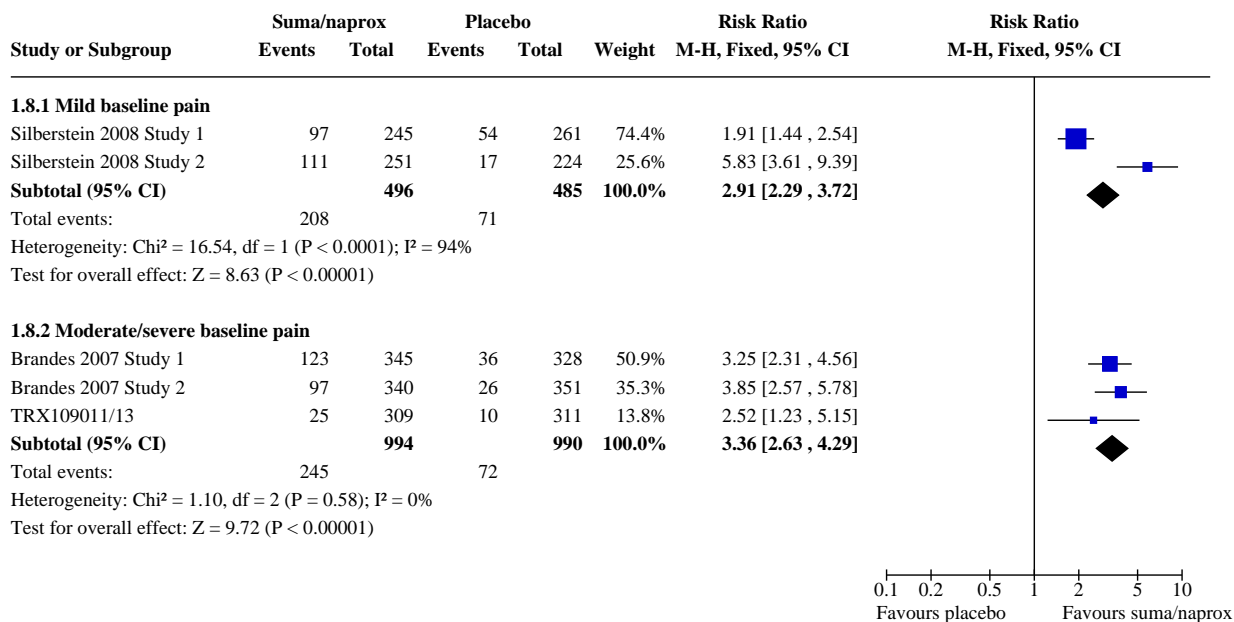 Suma/naprox Placebo Risk Ratio Risk Ratio
Study or Subgroup Events Total Events Total Weight M-H, Fixed, 95% CI M-H, Fixed, 95% CI
1.8.1 Mild baseline pain
Silberstein 2008 Study 1 97 245 54 261 74.4% 1.91 [1.44 , 2.54]
Silberstein 2008 Study 2 111 251 17 224 25.6% 5.83 [3.61 , 9.39]
Subtotal (95% CI) 496 485 100.0% 2.91 [2.29 , 3.72]
Total events: 208 71
Heterogeneity: Chi² = 16.54, df = 1 (P < 0.0001); I² = 94%
Test for overall effect: Z = 8.63 (P < 0.00001)
1.8.2 Moderate/severe baseline pain
Brandes 2007 Study 1 123 345 36 328 50.9% 3.25 [2.31 , 4.56]
Brandes 2007 Study 2 97 340 26 351 35.3% 3.85 [2.57 , 5.78]
TRX109011/13 25 309 10 311 13.8% 2.52 [1.23 , 5.15]
Subtotal (95% CI) 994 990 100.0% 3.36 [2.63 , 4.29]
Total events: 245 72
Heterogeneity: Chi² = 1.10, df = 2 (P = 0.58); I² = 0%
Test for overall effect: Z = 9.72 (P < 0.00001)
0.1 0.2 0.5 1 2 5 10
Favours placebo Favours suma/naprox